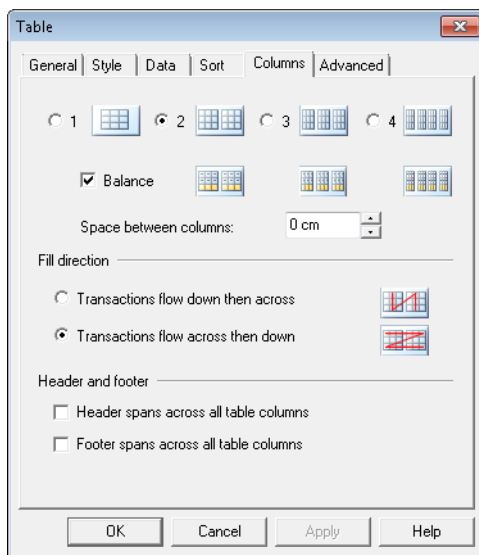 Table
General Style Data Sort Columns Advanced
1 2 3 4
Balance
Space between columns: 0 cm
Fill direction
Transactions flow down then across
Transactions flow across then down
Header and footer
Header spans across all table columns
Footer spans across all table columns
OK Cancel Apply Help